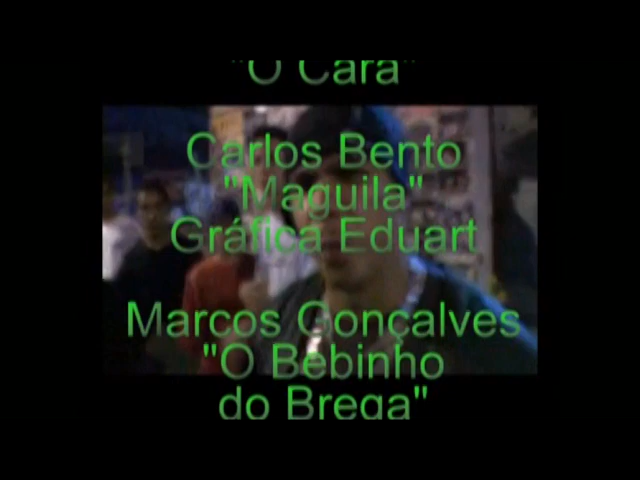 "O Cara"
Carlos Bento
"Maguila"
Gráfica Eduart
Marcos Gonçalves
"O Bebinho
do Brega"